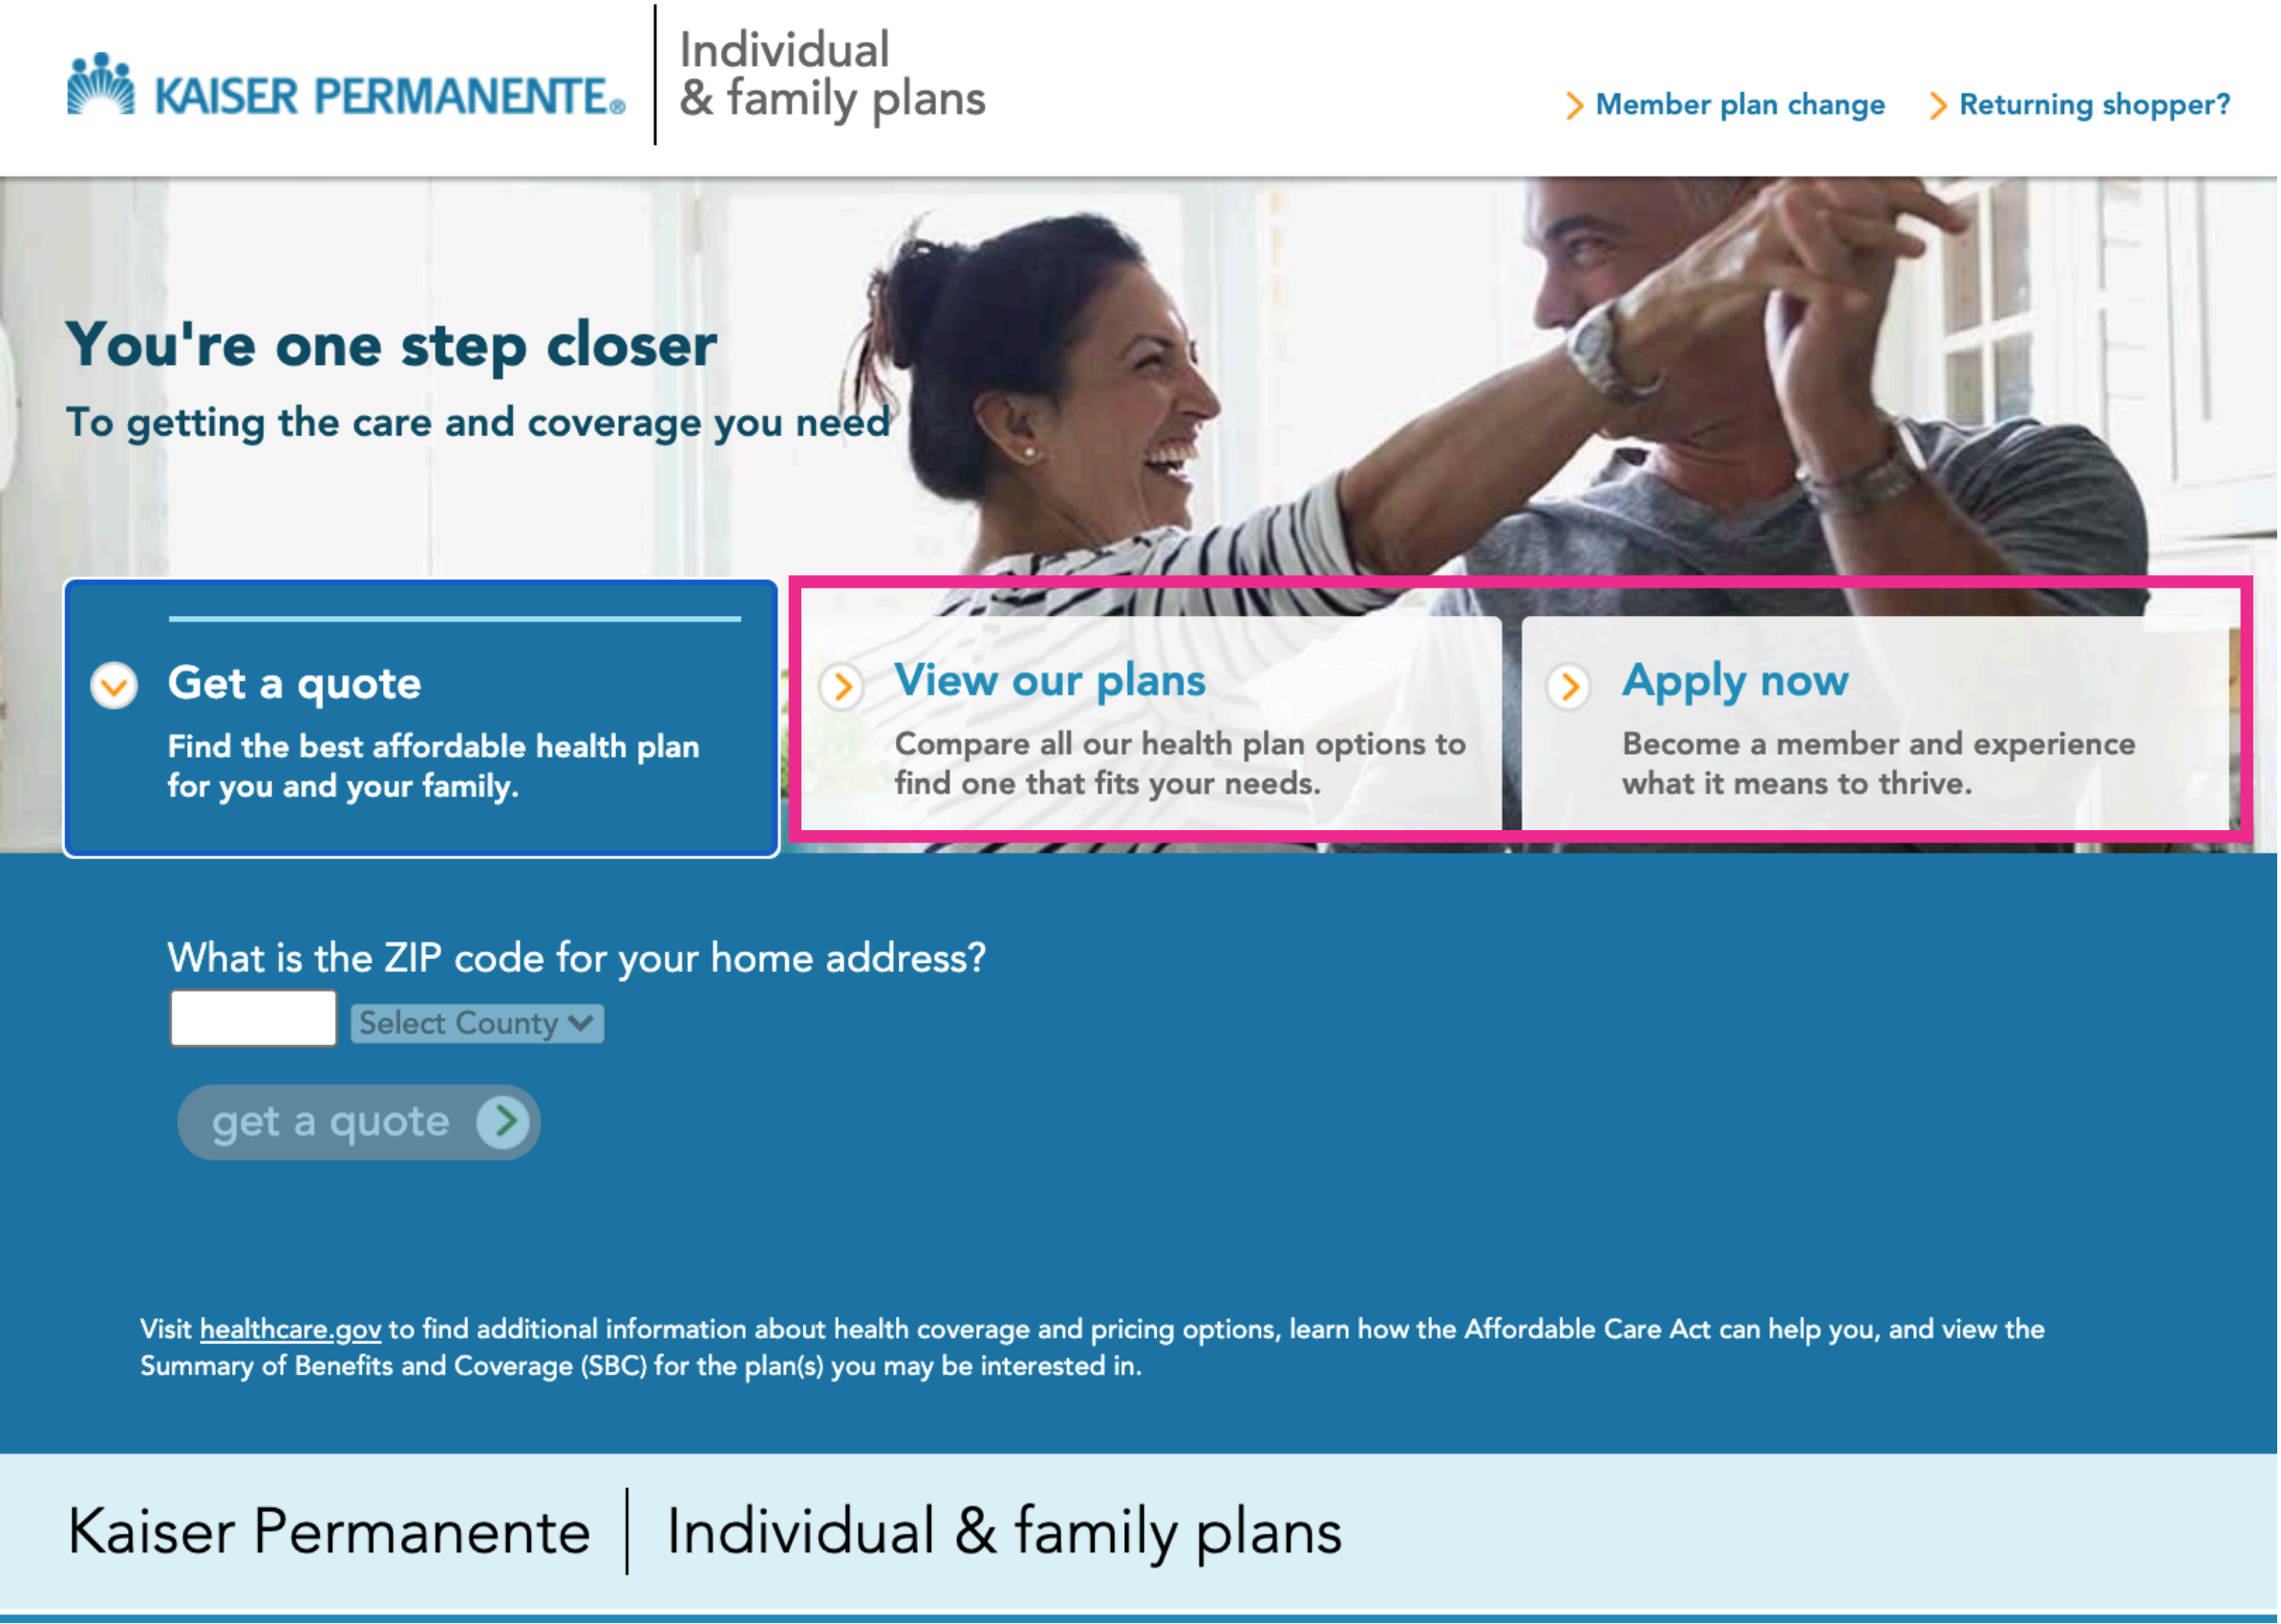 KAISER PERMANENTE®
Individual
& family plans
Member plan change
Returning shopper?
You're one step closer
To getting the care and coverage you need
Get a quote
Find the best affordable health plan
for you and your family.
View our plans
Compare all our health plan options to
find one that fits your needs.
Apply now
Become a member and experience
what it means to thrive.
What is the ZIP code for your home address?
Select County
get a quote
Visit healthcare.gov to find additional information about health coverage and pricing options, learn how the Affordable Care Act can help you, and view the
Summary of Benefits and Coverage (SBC) for the plan(s) you may be interested in.
Kaiser Permanente
Individual & family plans